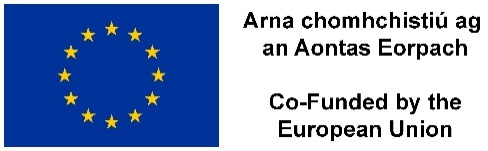 Arna chomhchistiú ag
an Aontas Eorpach
Co-Funded by the
European Union